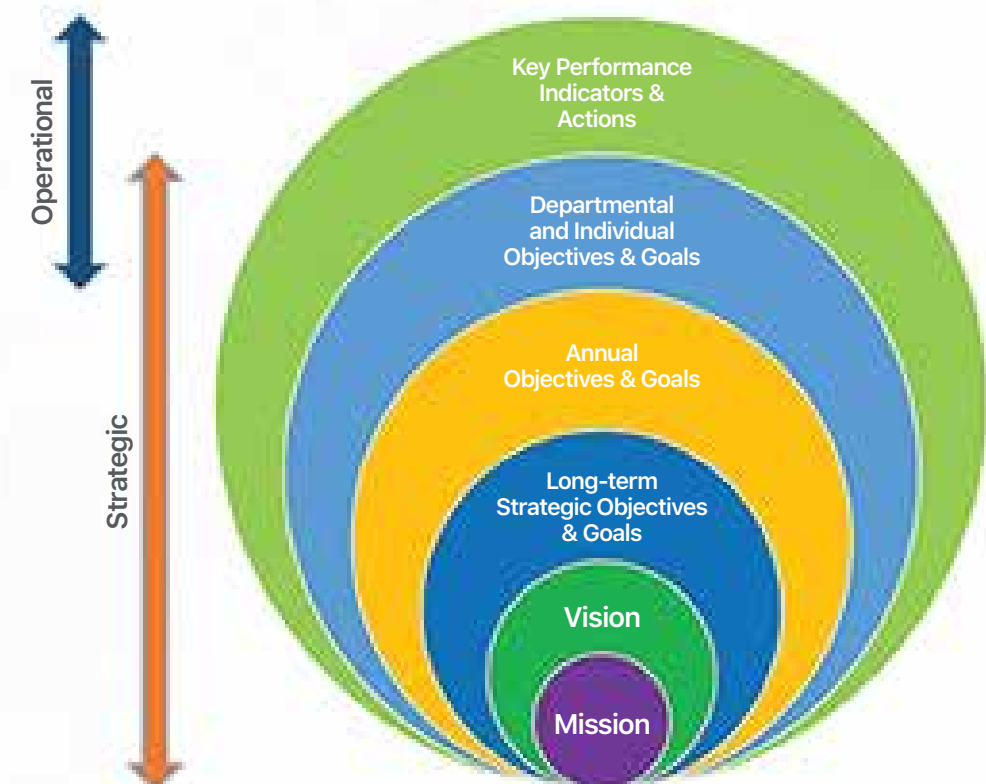 Operational
Strategic
Key Performance
Indicators &
Actions
Departmental
and Individual
Objectives & Goals
Annual
Objectives & Goals
Long-term
Strategic Objectives
& Goals
Vision
Mission